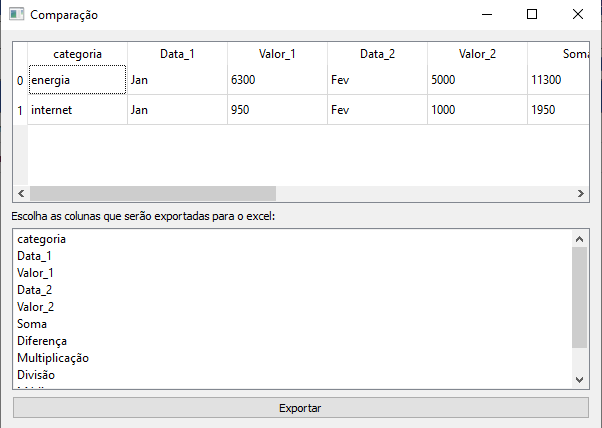 Comparação
categoria Data_1 Valor_1 Data_2 Valor_2 Soma
0 energia Jan 6300 Fev 5000 11300
1 internet Jan 950 Fev 1000 1950
Escolha as colunas que serão exportadas para o excel:
categoria
Data_1
Valor_1
Data_2
Valor_2
Soma
Diferença
Multiplicação
Divisão
Exportar